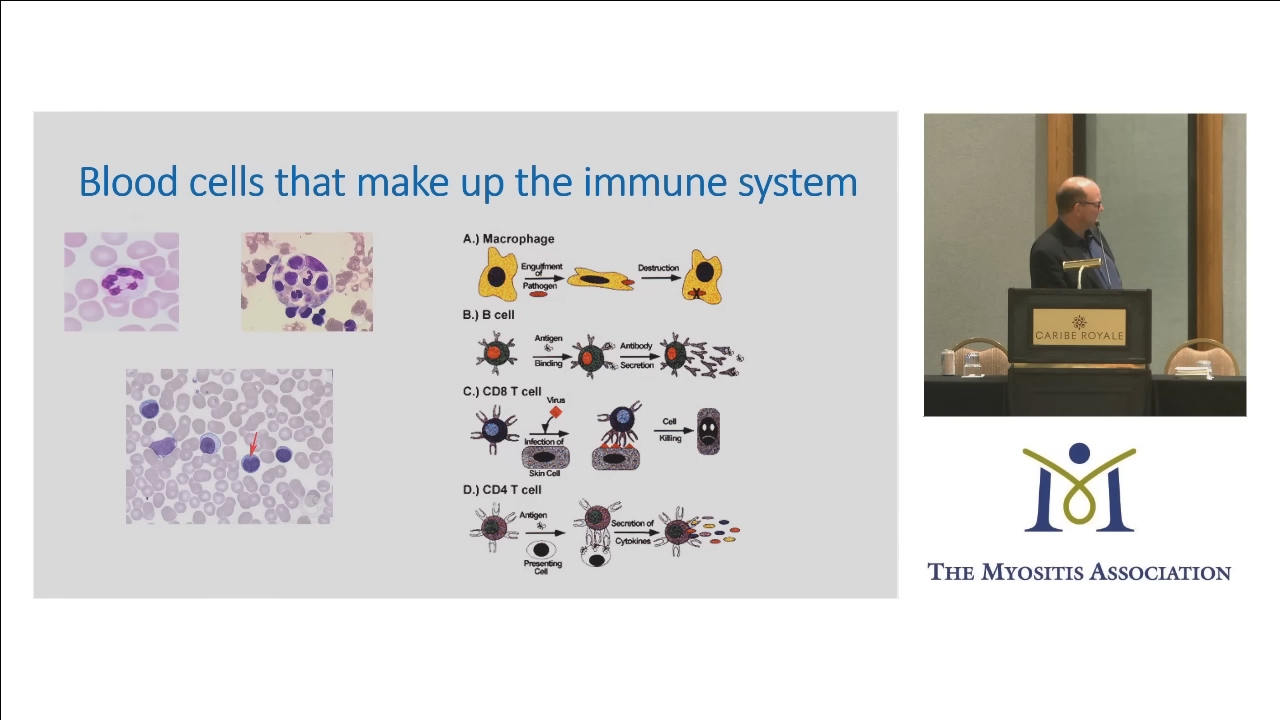 Blood cells that make up the immune system
A.) Macrophage
Engulfment
of
Pathogen
Destruction
B.) B cell
Antigen
Binding
Antibody
Secretion
C.) CD8 T cell
Virus
Infection of
Skin Cell
Cell
Killing
D.) CD4 T cell
Antigen
Presenting
Cell
Secretion of
Cytokines
CARIBE ROYALE
THE MYOSITIS ASSOCIATION